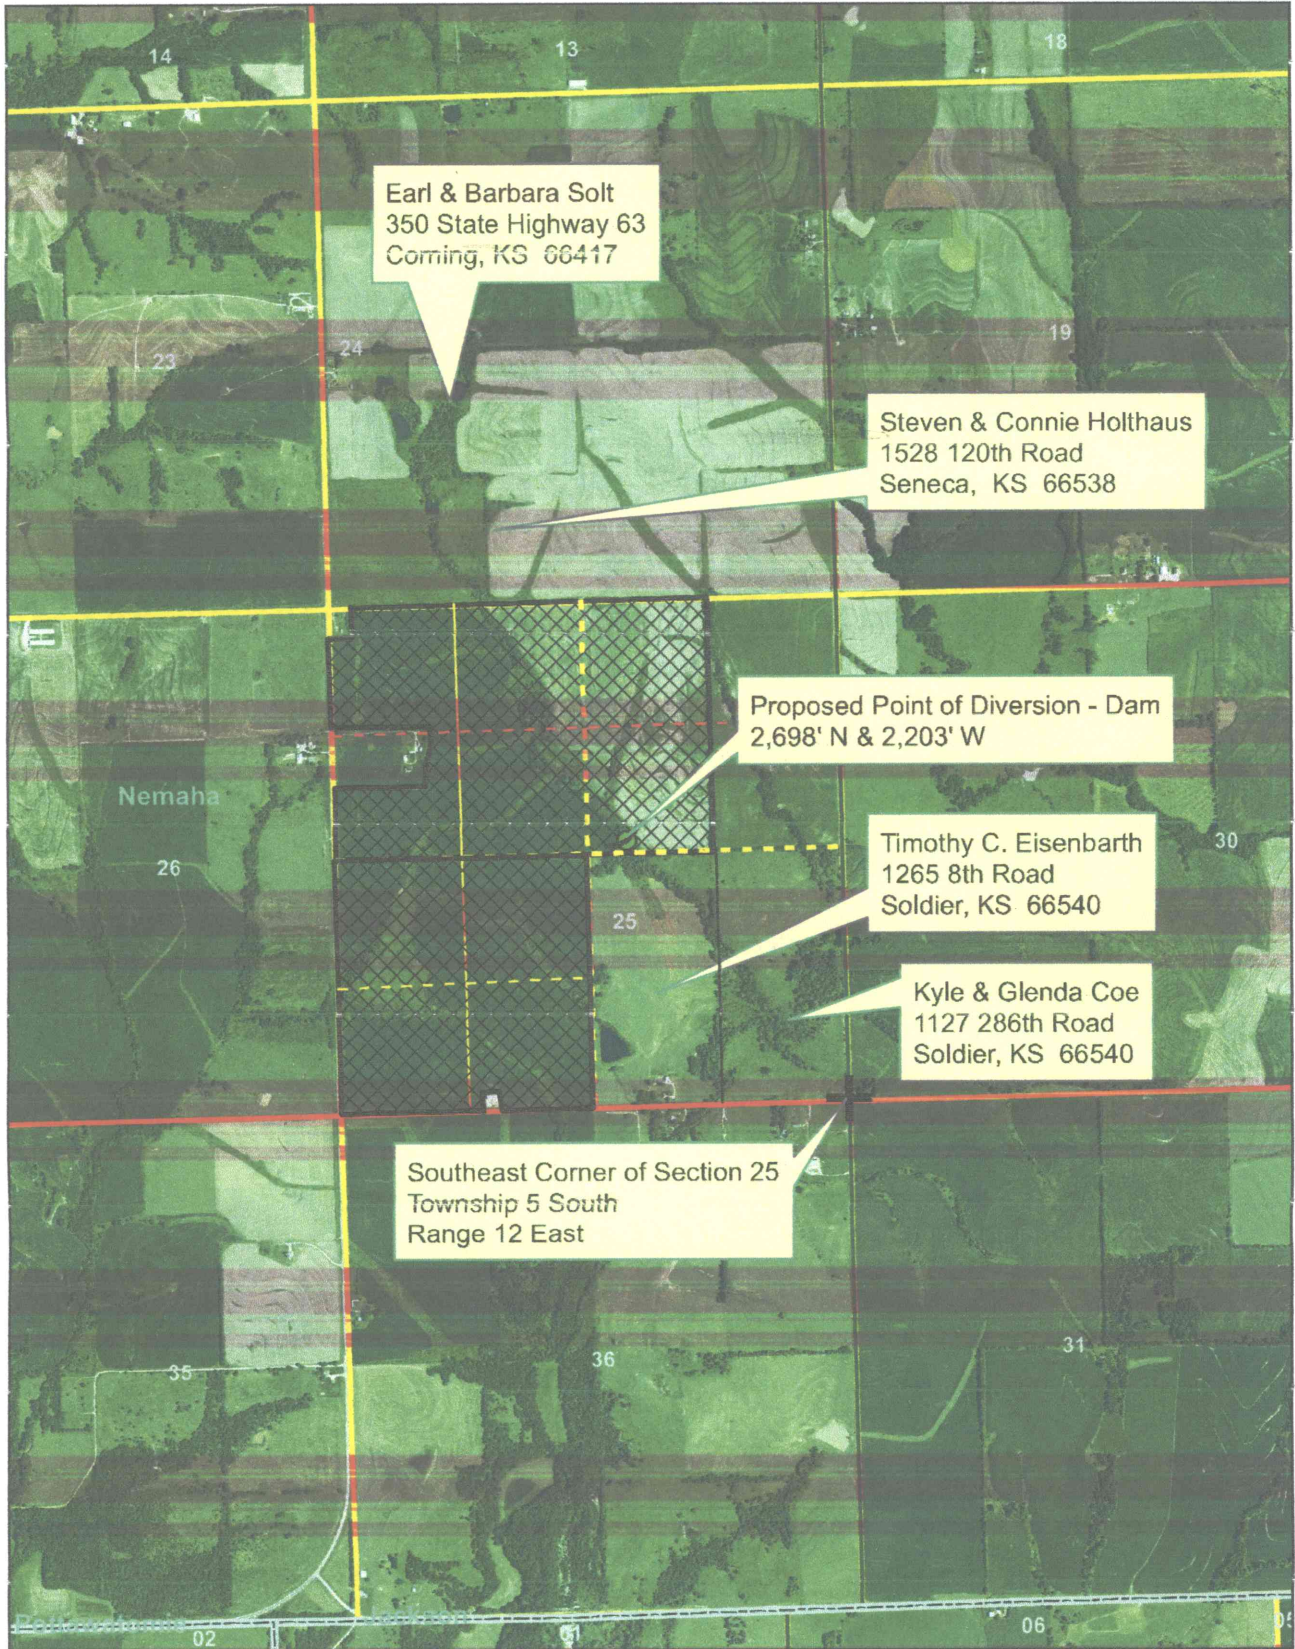 14
13
18
Earl & Barbara Solt
350 State Highway 63
Corning, KS 66417
23
24
19
Steven & Connie Holthaus
1528 120th Road
Seneca, KS 66538
Proposed Point of Diversion - Dam
2,698' N & 2,203' W
Nemaha
26
Timothy C. Eisenbarth
1265 8th Road
Soldier, KS 66540
30
25
Kyle & Glenda Coe
1127 286th Road
Soldier, KS 66540
Southeast Corner of Section 25
Township 5 South
Range 12 East
35
36
31
Pottawatomie
Jackson
02
01
06
05